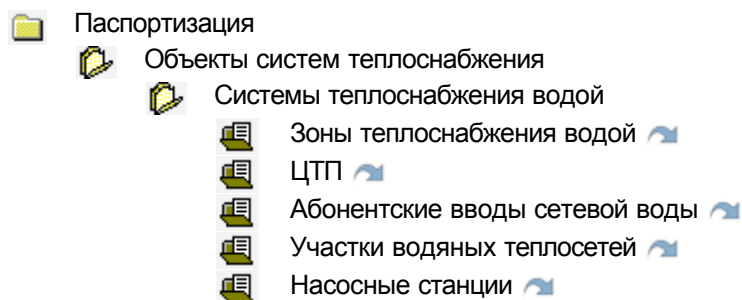 Паспортизация
Объекты систем теплоснабжения
Системы теплоснабжения водой
Зоны теплоснабжения водой
ЦТП
Абонентские вводы сетевой воды
Участки водяных теплосетей
Насосные станции